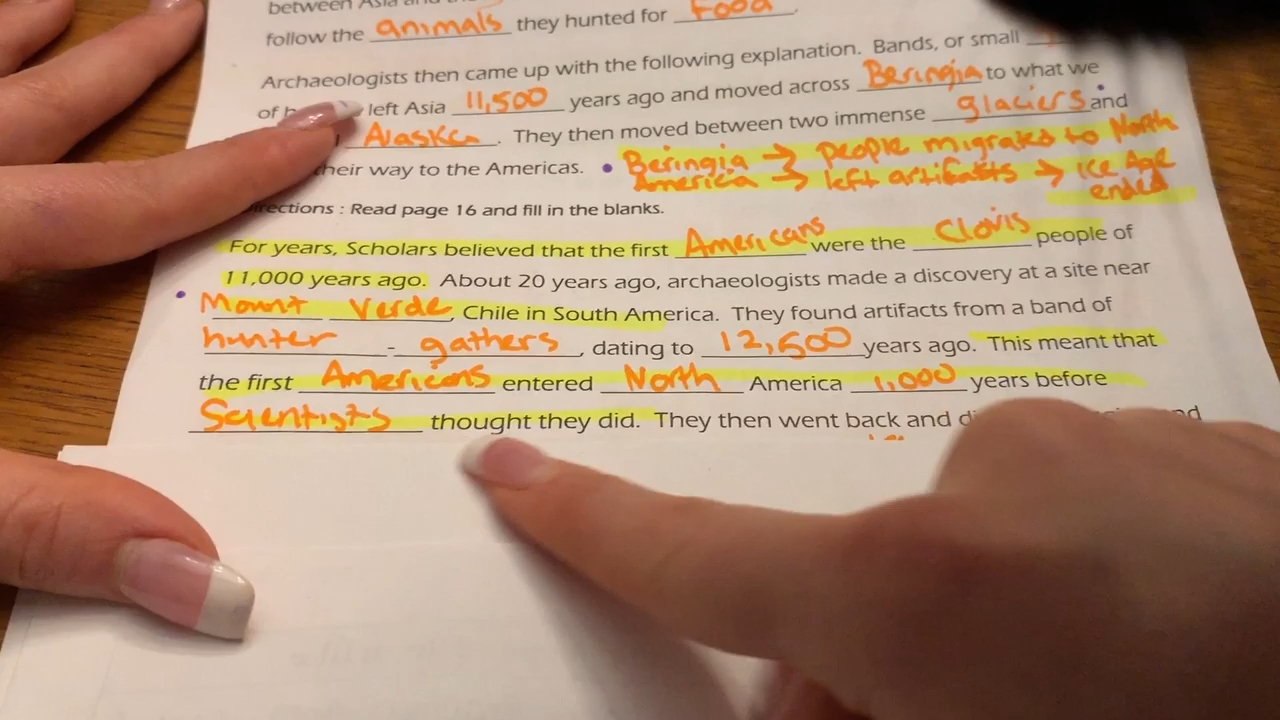 between Asia and the
follow the animals they hunted for food.
Archaeologists then came up with the following explanation. Bands, or small
of left Asia 11,500 years ago and moved across Beringia to what we
Alaska. They then moved between two immense glaciers and
their way to the Americas. • Beringia → people migrated to North
America → left artifacts → ice Age
ended
Directions : Read page 16 and fill in the blanks.
For years, Scholars believed that the first Americans were the Clovis people of
11,000 years ago. About 20 years ago, archaeologists made a discovery at a site near
• Mount Verde, Chile in South America. They found artifacts from a band of
hunter - gathers, dating to 12,500 years ago. This meant that
the first Americans entered North America 1,000 years before
Scientists thought they did. They then went back and